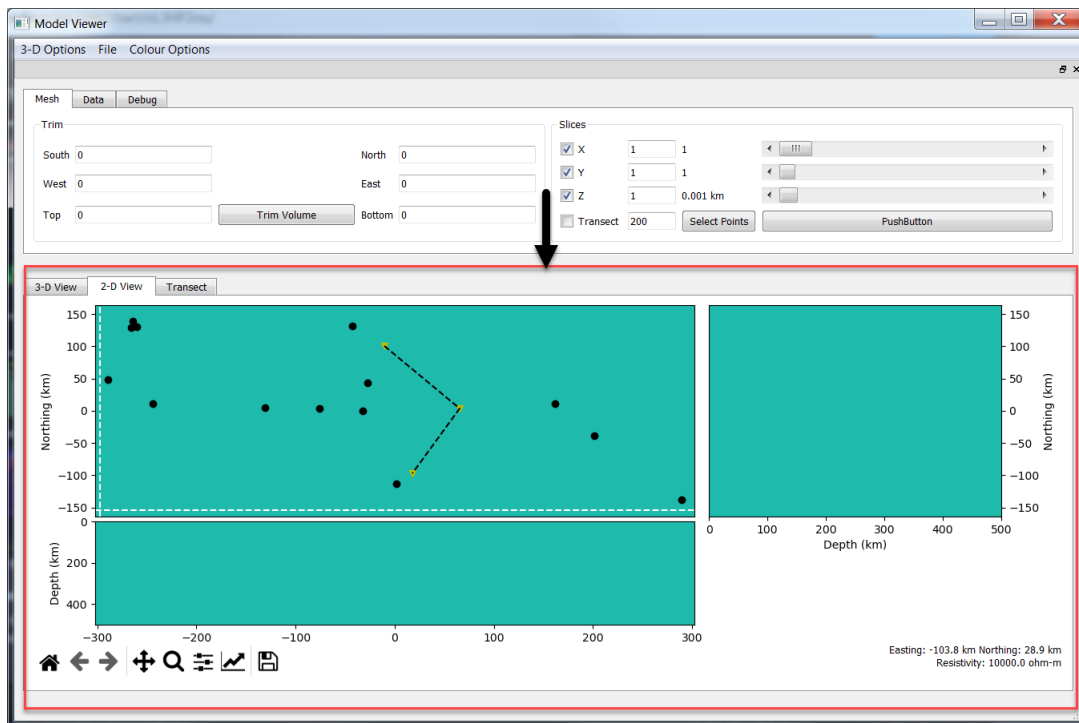 Model Viewer
3-D Options File Colour Options
Mesh Data Debug
Trim
South 0 North 0
West 0 East 0
Top 0 Trim Volume Bottom 0
Slices
X 1 1
Y 1 1
Z 1 0.001 km
Transect 200 Select Points PushButton
3-D View 2-D View Transect
Northing (km)
150
100
50
0
−50
−100
−150
150
100
50
0
−50
−100
−150
Northing (km)
0 100 200 300 400 500
Depth (km)
Depth (km)
0
200
400
−300 −200 −100 0 100 200 300
Easting: -103.8 km Northing: 28.9 km
Resistivity: 10000.0 ohm-m